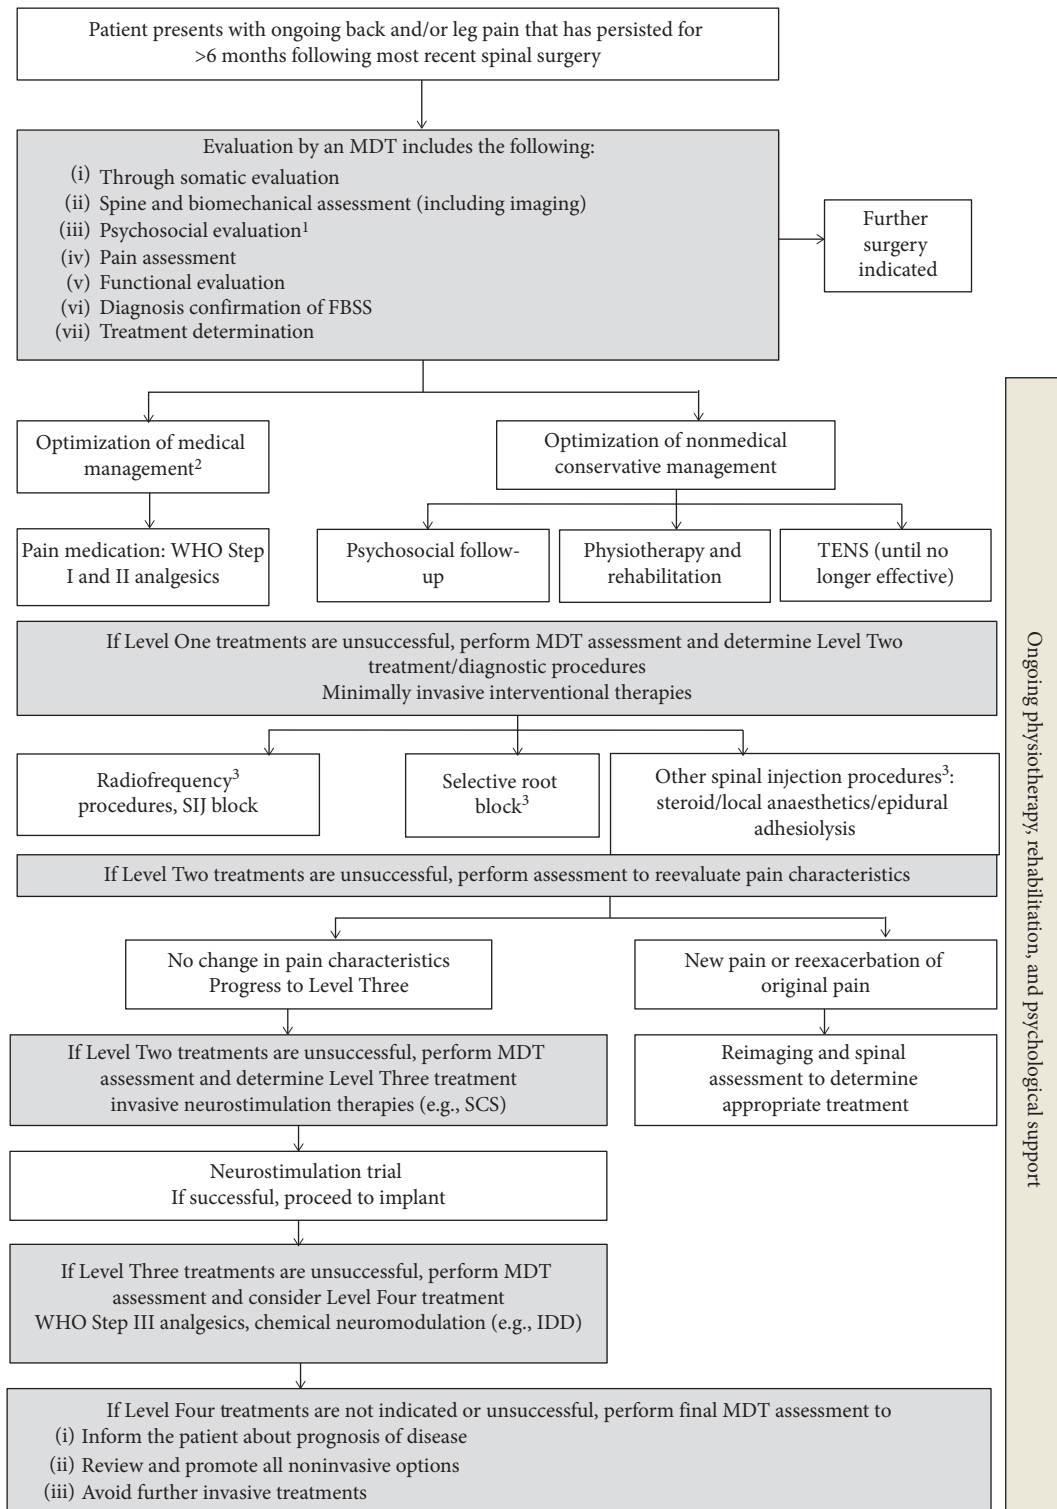 Patient presents with ongoing back and/or leg pain that has persisted for
>6 months following most recent spinal surgery
Evaluation by an MDT includes the following:
(i) Through somatic evaluation
(ii) Spine and biomechanical assessment (including imaging)
(iii) Psychosocial evaluation¹
(iv) Pain assessment
(v) Functional evaluation
(vi) Diagnosis confirmation of FBSS
(vii) Treatment determination
Further
surgery
indicated
Optimization of medical
management²
Optimization of nonmedical
conservative management
Pain medication: WHO Step
I and II analgesics
Psychosocial follow-
up
Physiotherapy and
rehabilitation
TENS (until no
longer effective)
If Level One treatments are unsuccessful, perform MDT assessment and determine Level Two
treatment/diagnostic procedures
Minimally invasive interventional therapies
Radiofrequency³
procedures, SIJ block
Selective root
block³
Other spinal injection procedures³:
steroid/local anaesthetics/epidural
adhesiolysis
If Level Two treatments are unsuccessful, perform assessment to reevaluate pain characteristics
No change in pain characteristics
Progress to Level Three
New pain or reexacerbation of
original pain
If Level Two treatments are unsuccessful, perform MDT
assessment and determine Level Three treatment
invasive neurostimulation therapies (e.g., SCS)
Reimaging and spinal
assessment to determine
appropriate treatment
Neurostimulation trial
If successful, proceed to implant
If Level Three treatments are unsuccessful, perform MDT
assessment and consider Level Four treatment
WHO Step III analgesics, chemical neuromodulation (e.g., IDD)
If Level Four treatments are not indicated or unsuccessful, perform final MDT assessment to
(i) Inform the patient about prognosis of disease
(ii) Review and promote all noninvasive options
(iii) Avoid further invasive treatments
Ongoing physiotherapy, rehabilitation, and psychological support